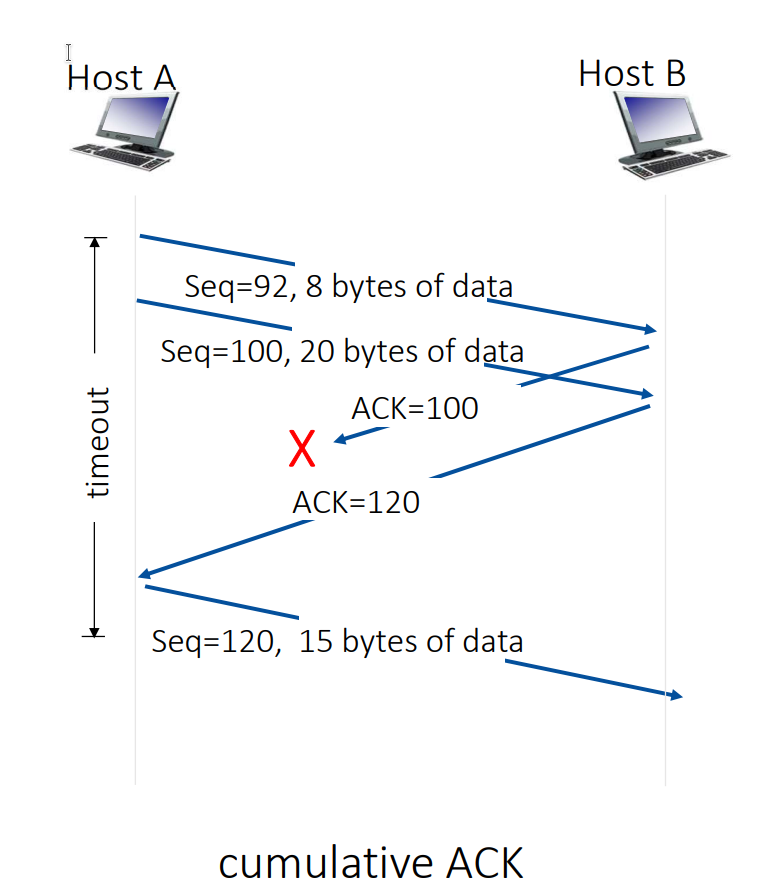 Host A
Host B
Seq=92, 8 bytes of data
Seq=100, 20 bytes of data
ACK=100
X
timeout
ACK=120
Seq=120,  15 bytes of data
cumulative ACK